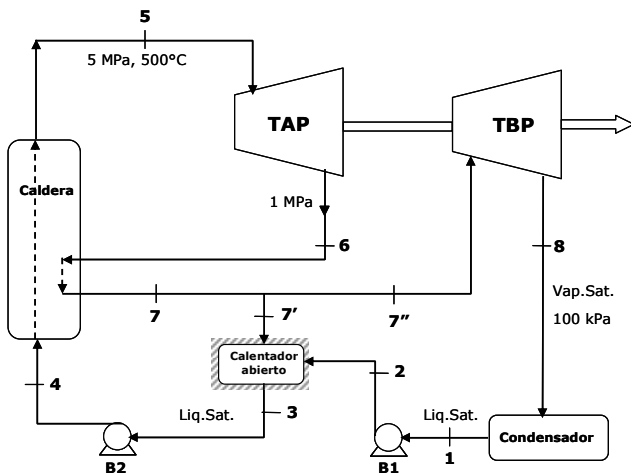 5
5 MPa, 500°C
TAP
TBP
Caldera
1 MPa
6
8
7
7'
7"
Vap.Sat.
100 kPa
Calentador
abierto
2
4
Liq.Sat.
3
Liq.Sat.
1
Condensador
B2
B1